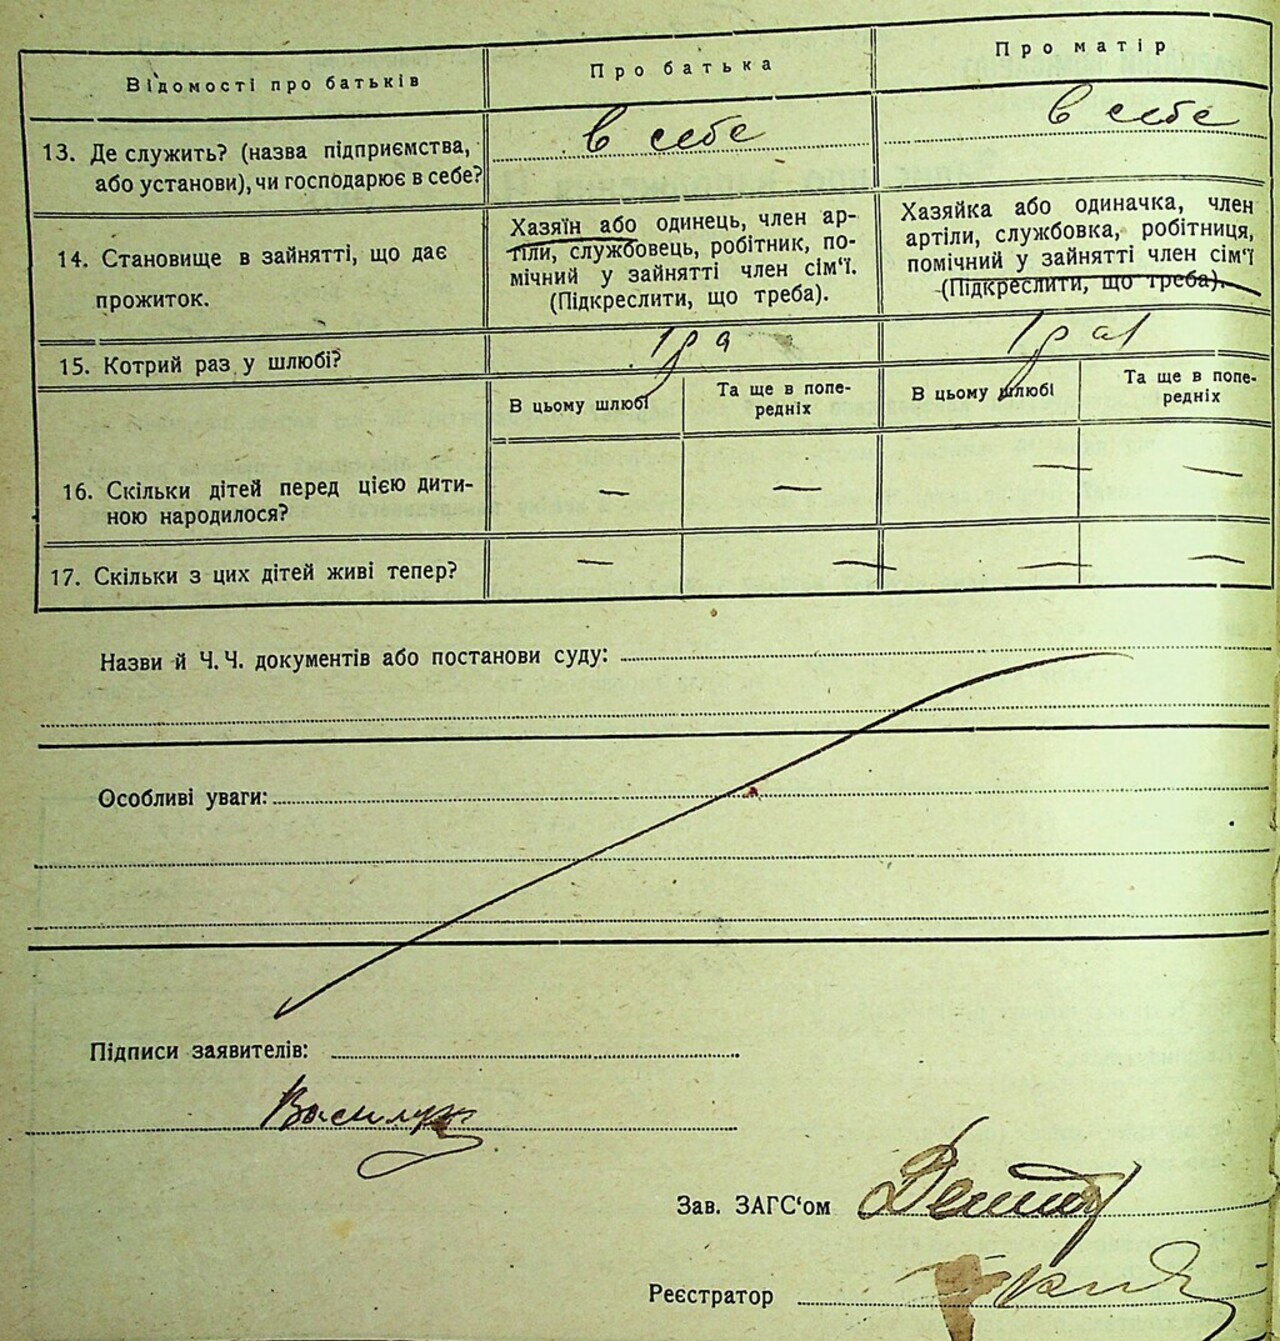 Відомості про батьків
Про батька
Про матір
13. Де служить? (назва підприємства,
або установи), чи господарює в себе?
в себе
в себе
14. Становище в зайнятті, що дає
прожиток.
Хазяїн або одинець, член ар-
тіли, службовець, робітник, по-
мічний у зайнятті член сім‘ї.
(Підкреслити, що треба).
Хазяйка або одиначка, член
артіли, службовка, робітниця,
помічний у зайнятті член сім‘ї
(Підкреслити, що треба).
15. Котрий раз у шлюбі?
1 ра
1 раз
В цьому шлюбі
Та ще в попе-
редніх
В цьому шлюбі
Та ще в попе-
редніх
16. Скільки дітей перед цією дити-
ною народилося?
— — — —
17. Скільки з цих дітей живі тепер?
— — — —
Назви й Ч. Ч. документів або постанови суду:
Особливі уваги:
Підписи заявителів:
Василук
Зав. ЗАГС‘ом
Реєстратор